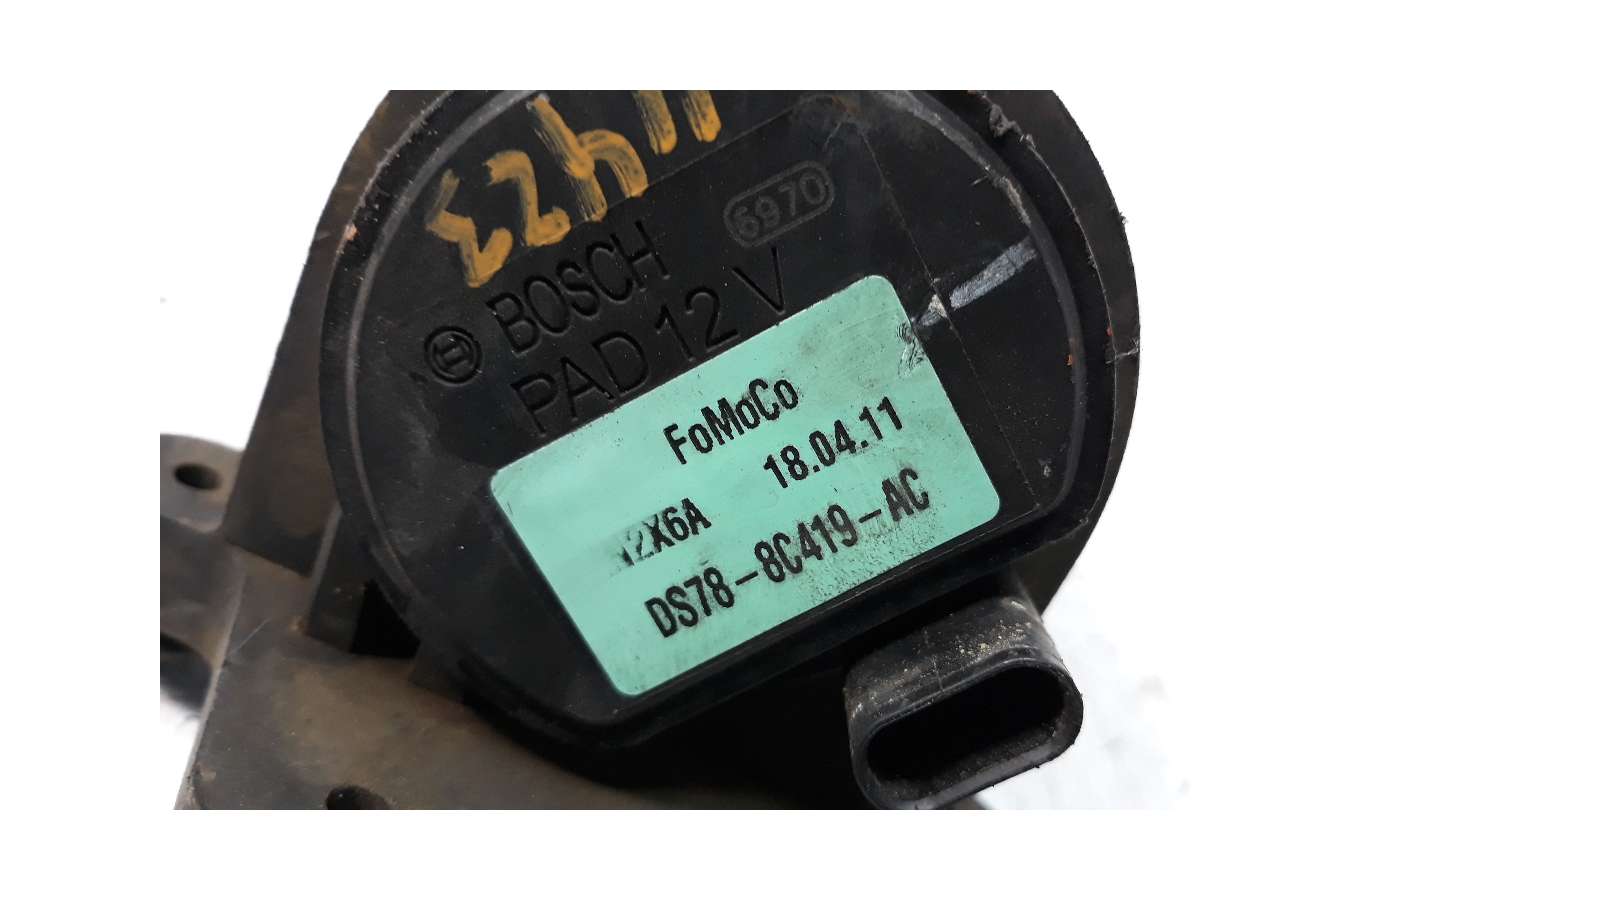 6970
BOSCH
PAD 12 V
FoMoCo
18.04.11
DS78-8C419-AC